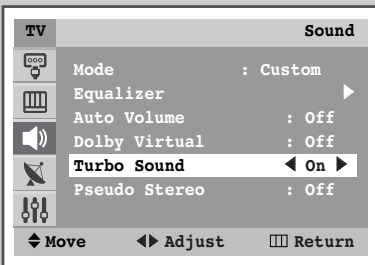 TV Sound
Mode : Custom
Equalizer ▶
Auto Volume : Off
Dolby Virtual : Off
Turbo Sound ◀ On ▶
Pseudo Stereo : Off
Move Adjust Return